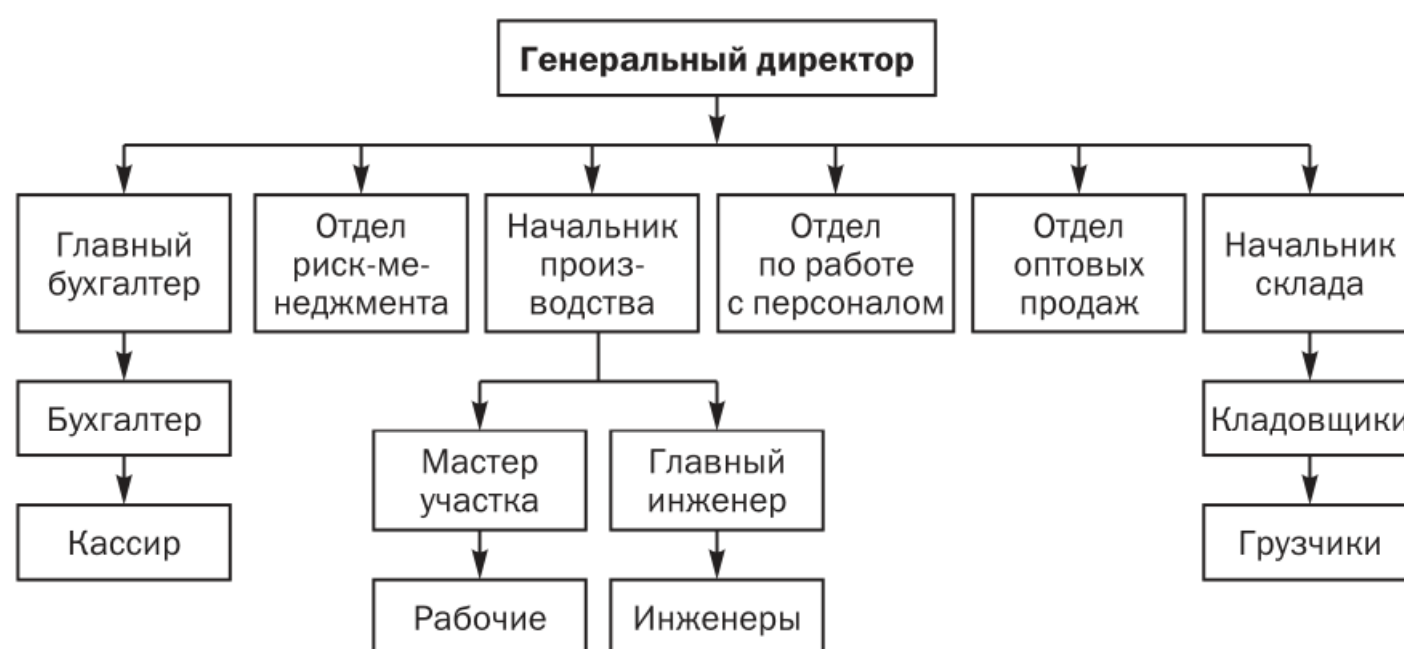 Генеральный директор
Главный
бухгалтер
Отдел
риск-ме-
неджмента
Начальник
произ-
водства
Отдел
по работе
с персоналом
Отдел
оптовых
продаж
Начальник
склада
Бухгалтер
Кассир
Мастер
участка
Главный
инженер
Рабочие
Инженеры
Кладовщики
Грузчики